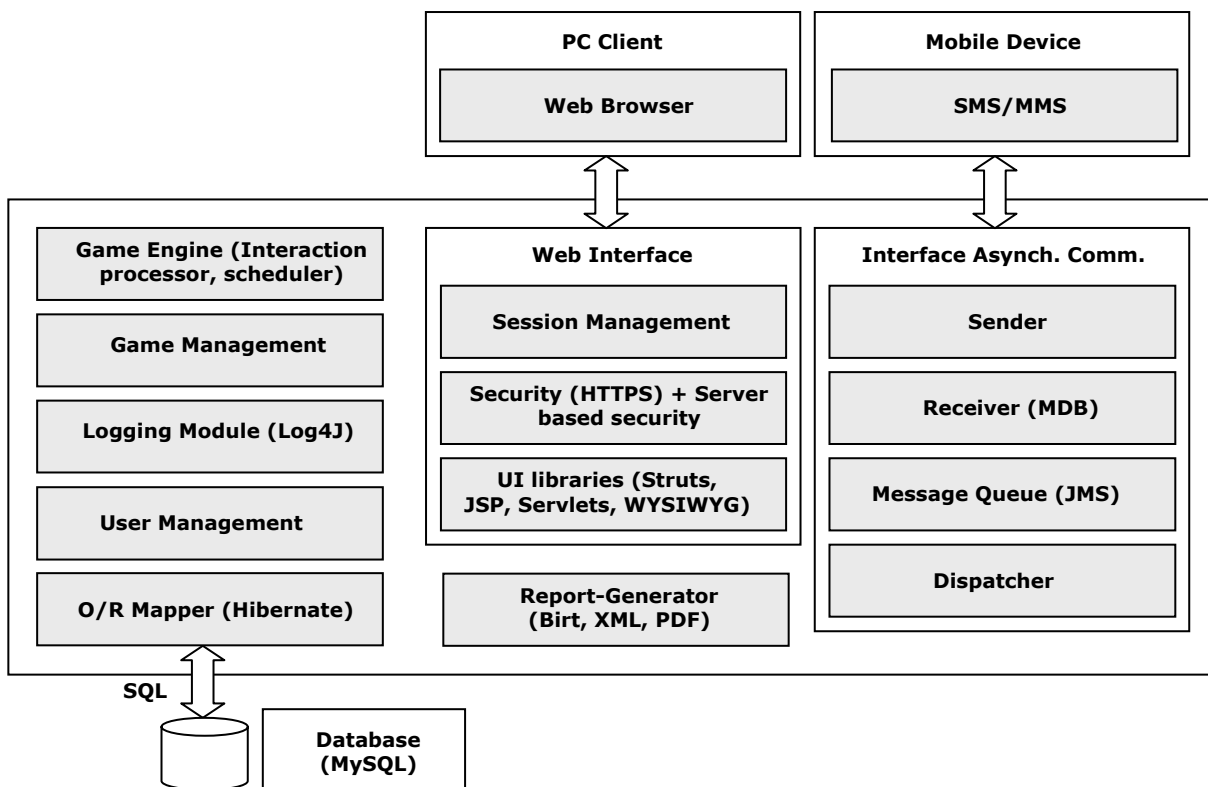 PC Client
Web Browser
Mobile Device
SMS/MMS
Game Engine (Interaction
processor, scheduler)
Game Management
Logging Module (Log4J)
User Management
O/R Mapper (Hibernate)
Web Interface
Session Management
Security (HTTPS) + Server
based security
UI libraries (Struts,
JSP, Servlets, WYSIWYG)
Report-Generator
(Birt, XML, PDF)
Interface Asynch. Comm.
Sender
Receiver (MDB)
Message Queue (JMS)
Dispatcher
SQL
Database
(MySQL)